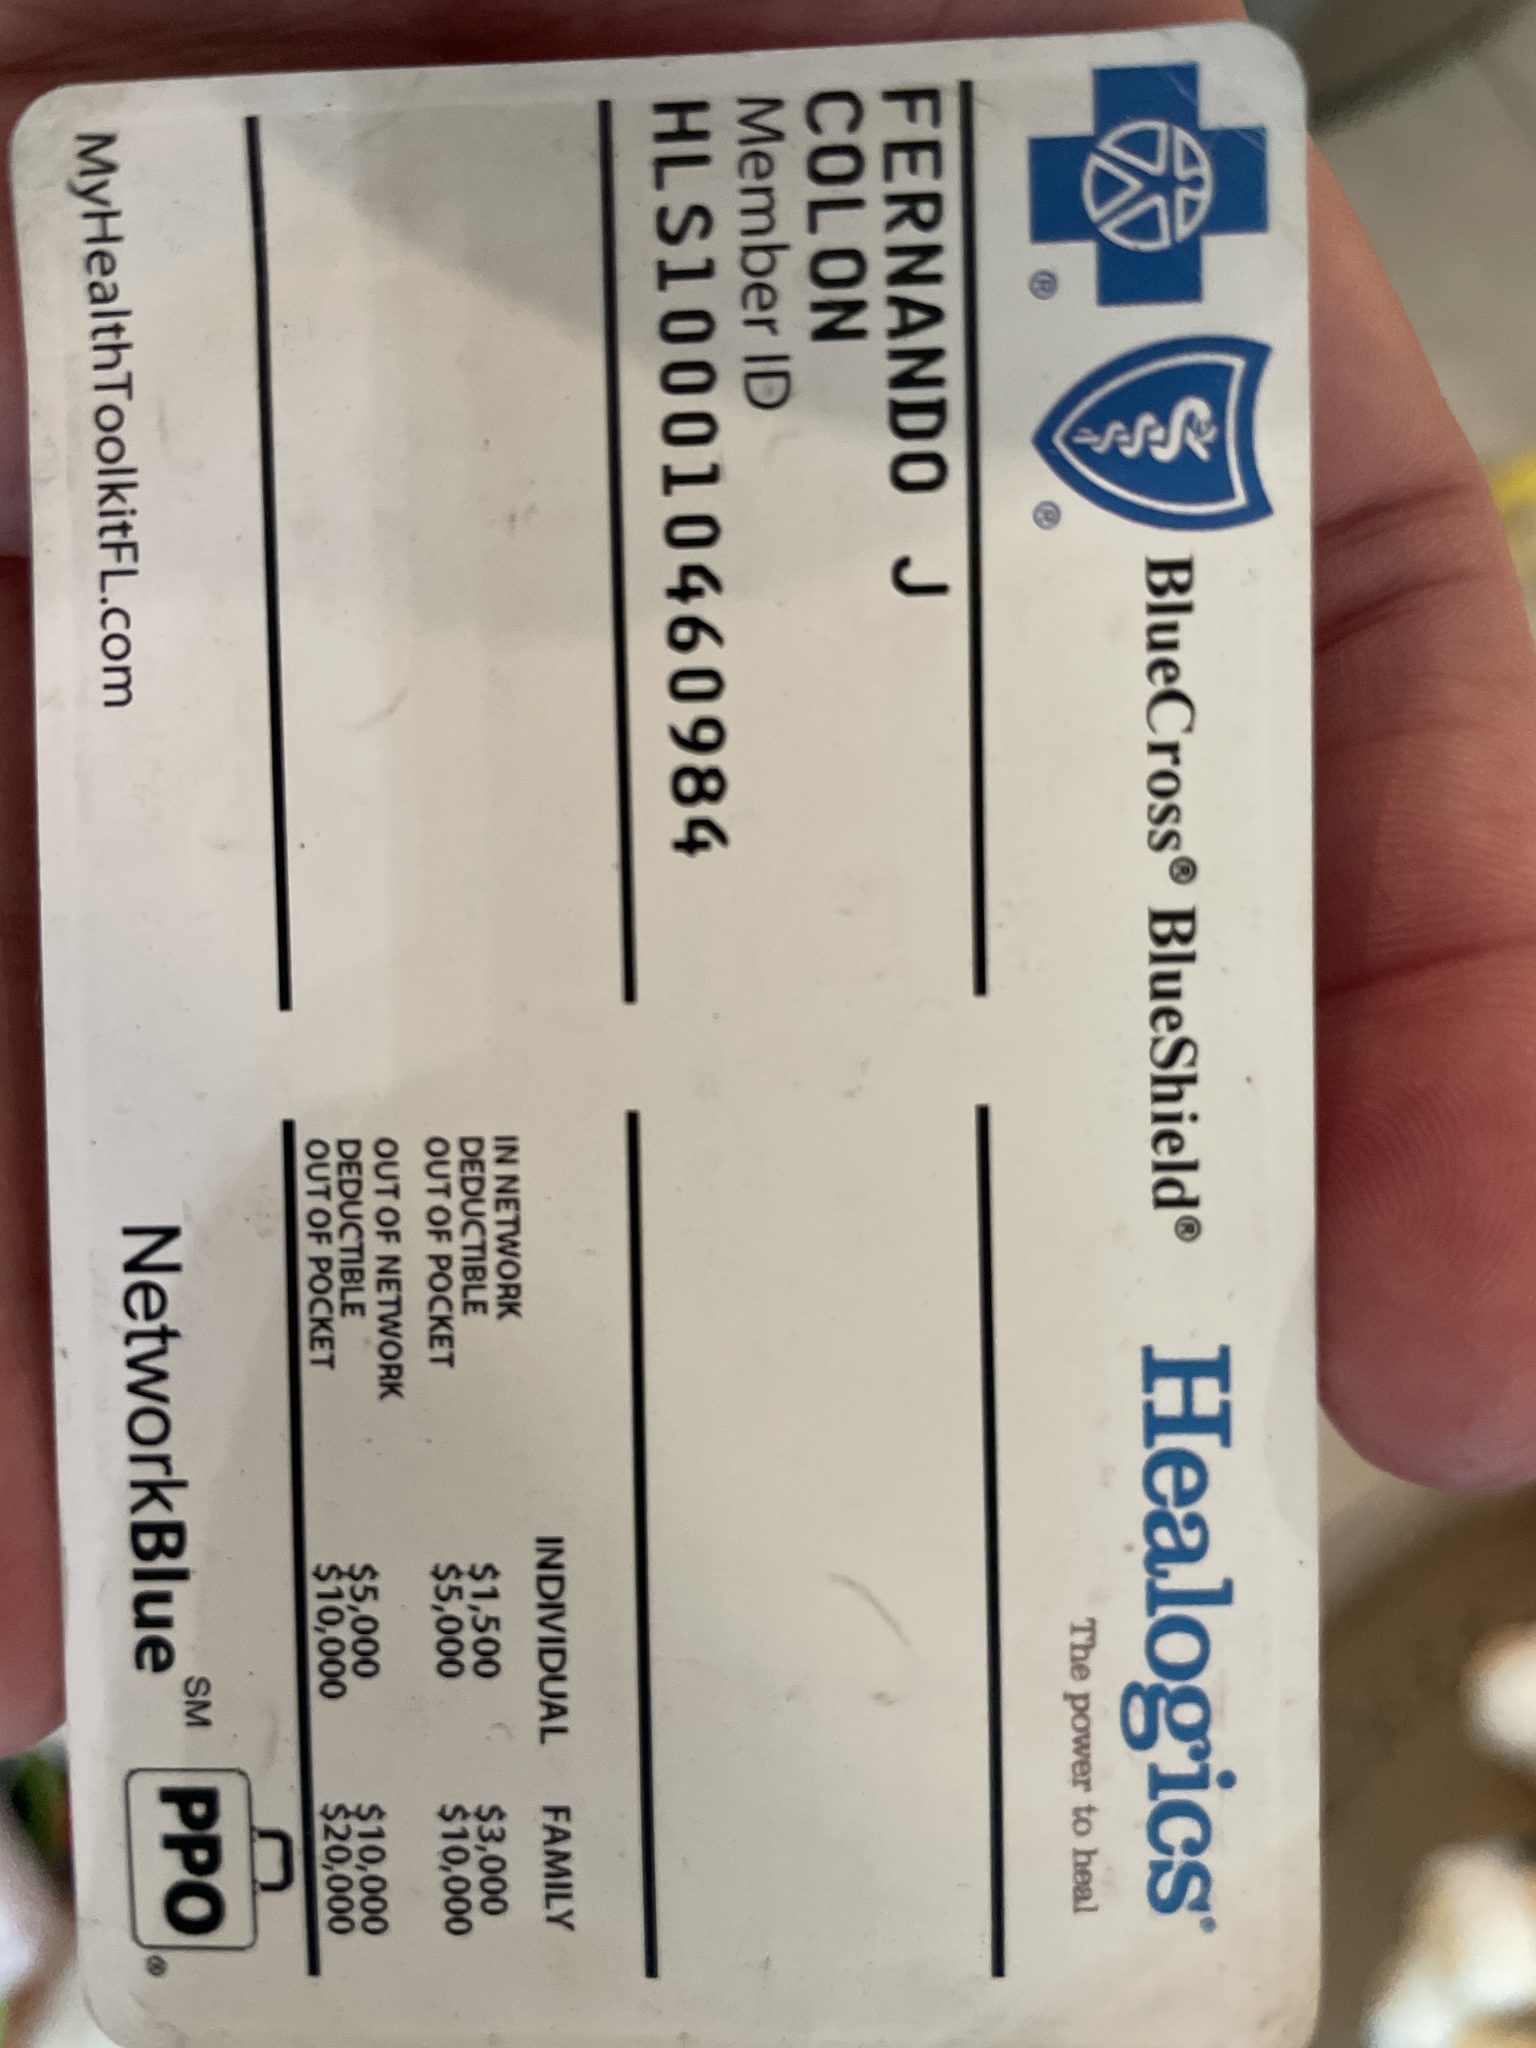 BlueCross® BlueShield®
Healogics®
The power to heal
®
®
FERNANDO J
COLON
Member ID
HLS100010460984
INDIVIDUAL FAMILY
IN NETWORK
DEDUCTIBLE $1,500 $3,000
OUT OF POCKET $5,000 $10,000
OUT OF NETWORK
DEDUCTIBLE $5,000 $10,000
OUT OF POCKET $10,000 $20,000
MyHealthToolkitFL.com
NetworkBlue SM
PPO®